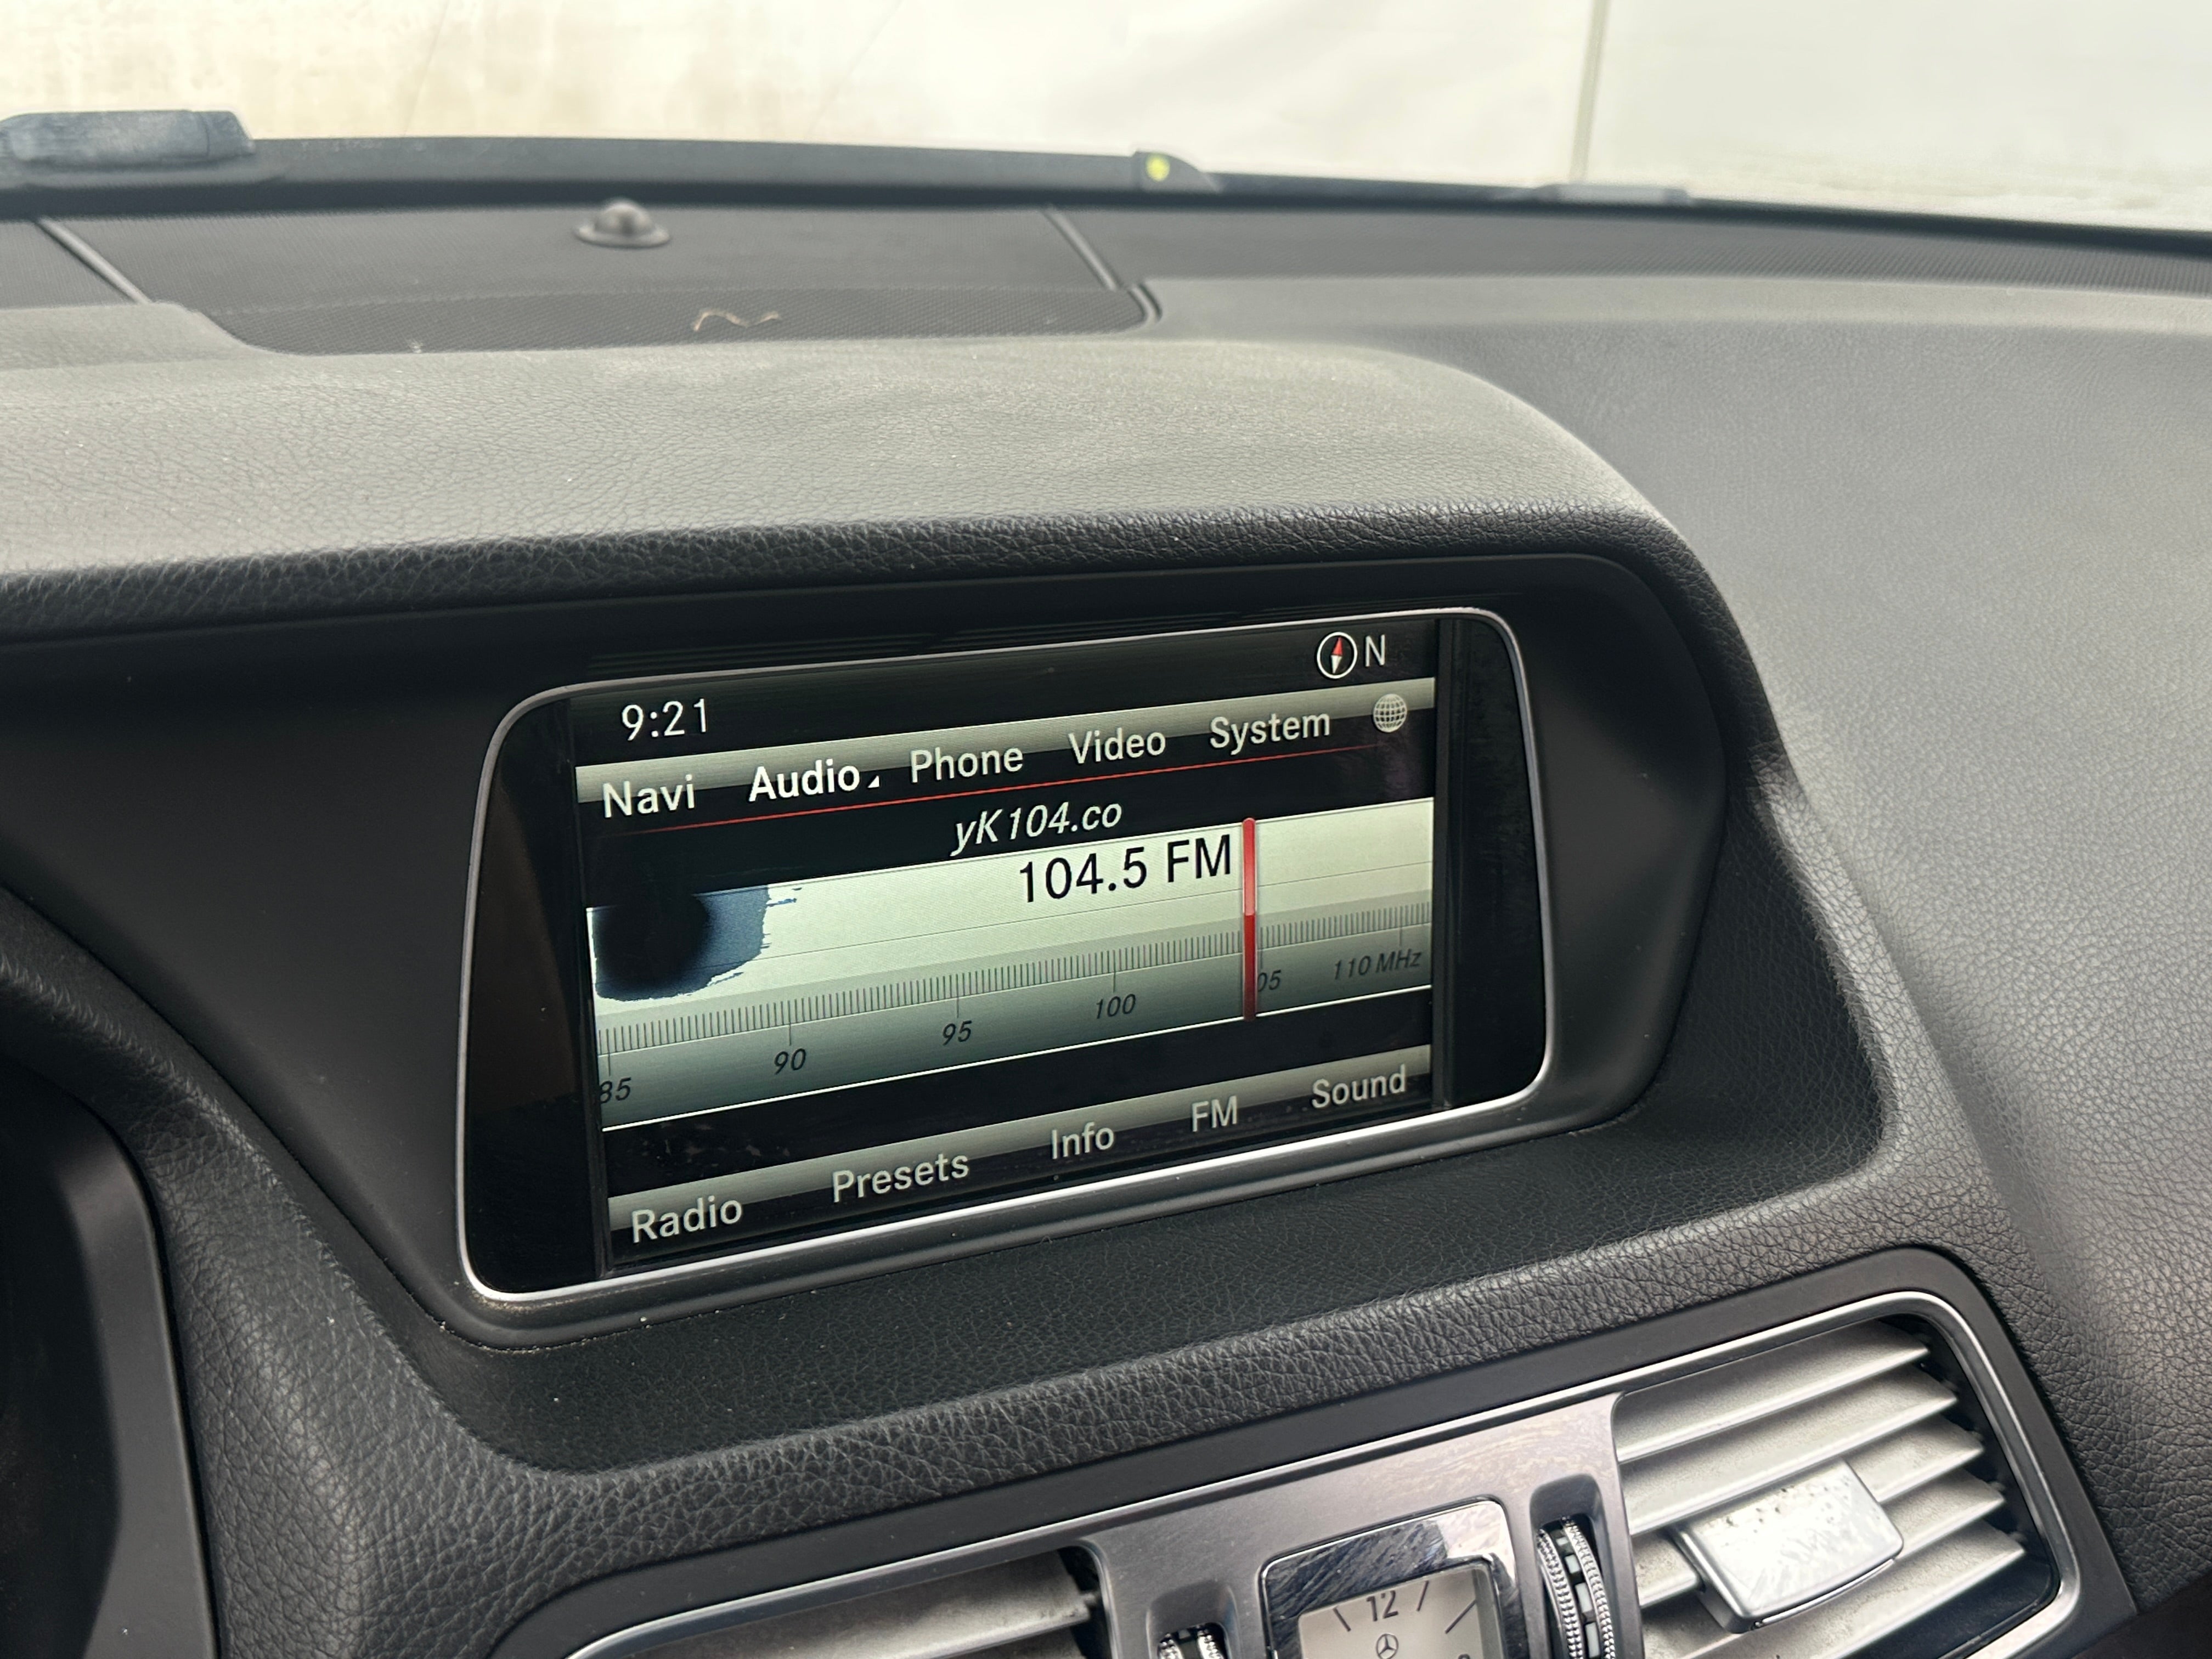 N
9:21
Navi Audio Phone Video System
yK104.co
104.5 FM
85 90 95 100 05 110 MHz
Radio Presets Info FM Sound
12